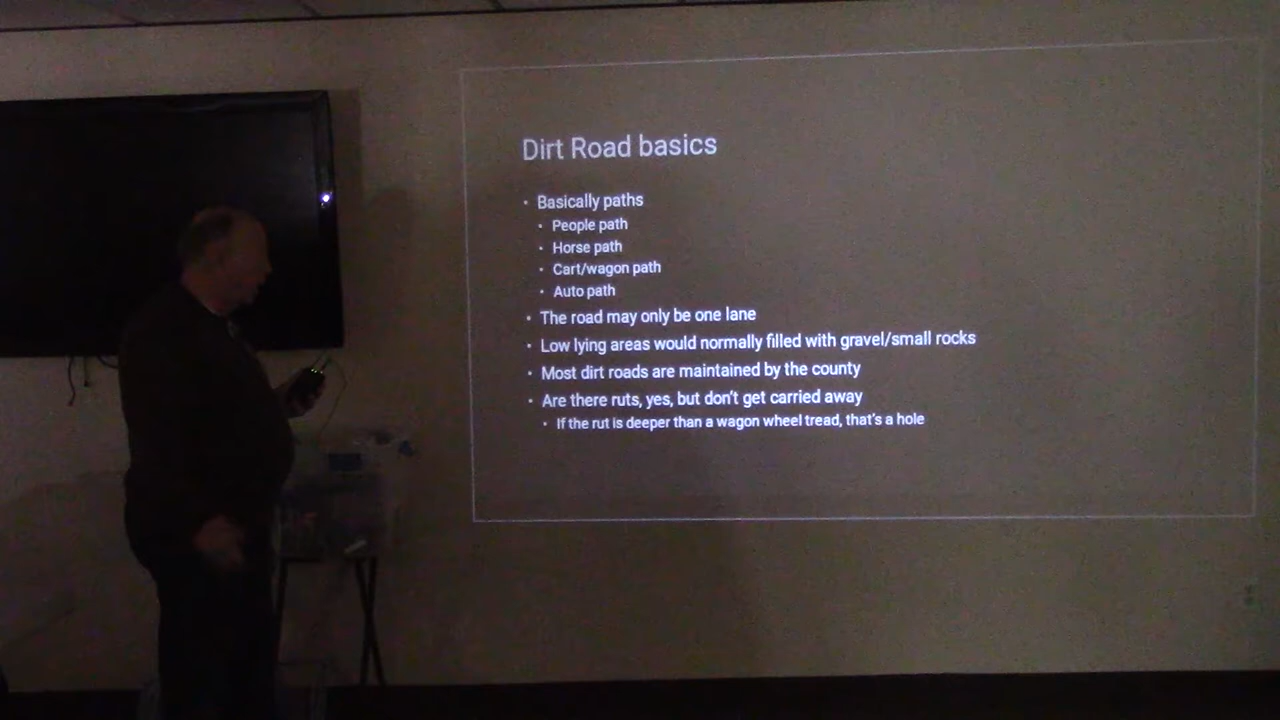 Dirt Road basics
• Basically paths
• People path
• Horse path
• Cart/wagon path
• Auto path
• The road may only be one lane
• Low lying areas would normally filled with gravel/small rocks
• Most dirt roads are maintained by the county
• Are there ruts, yes, but don't get carried away
• If the rut is deeper than a wagon wheel tread, that's a hole